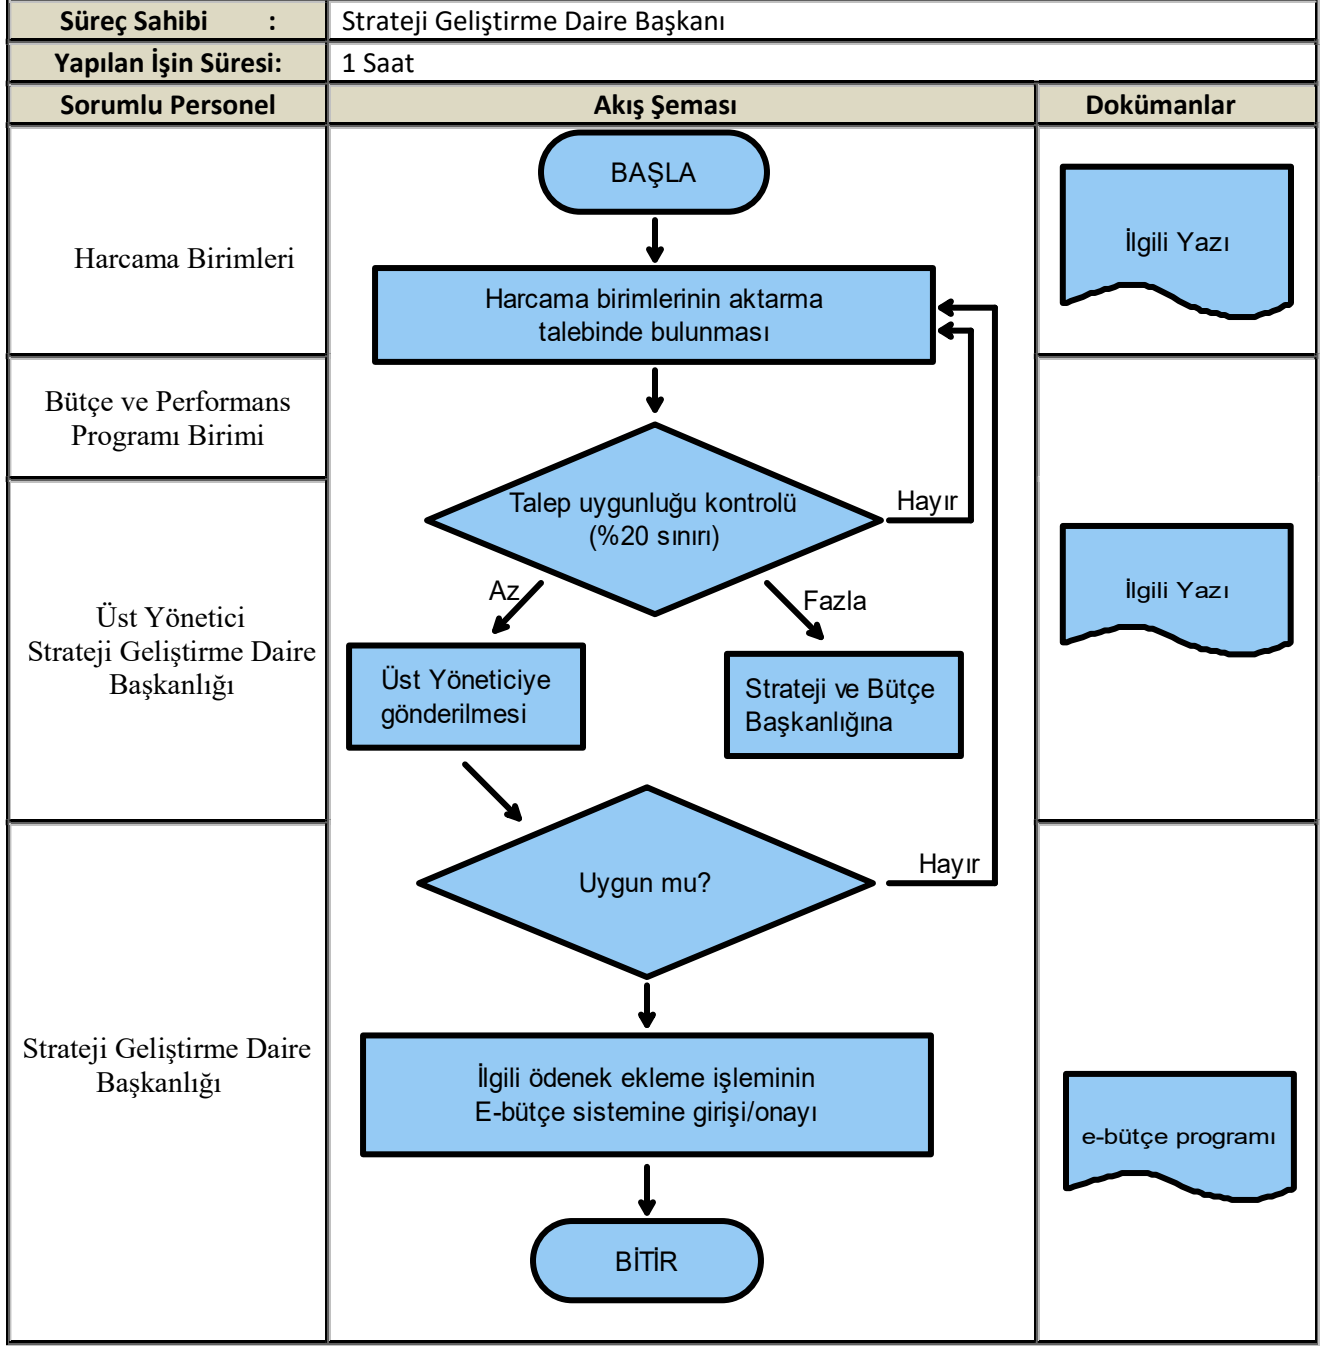 Süreç Sahibi :
Strateji Geliştirme Daire Başkanı
Yapılan İşin Süresi:
1 Saat
Sorumlu Personel
Akış Şeması
Dokümanlar
BAŞLA
Harcama Birimleri
İlgili Yazı
Harcama birimlerinin aktarma
talebinde bulunması
Bütçe ve Performans
Programı Birimi
Talep uygunluğu kontrolü
(%20 sınırı)
Hayır
Az
Fazla
Üst Yönetici
Strateji Geliştirme Daire
Başkanlığı
İlgili Yazı
Üst Yöneticiye
gönderilmesi
Strateji ve Bütçe
Başkanlığına
Uygun mu?
Hayır
Strateji Geliştirme Daire
Başkanlığı
İlgili ödenek ekleme işleminin
E-bütçe sistemine girişi/onayı
e-bütçe programı
BİTİR